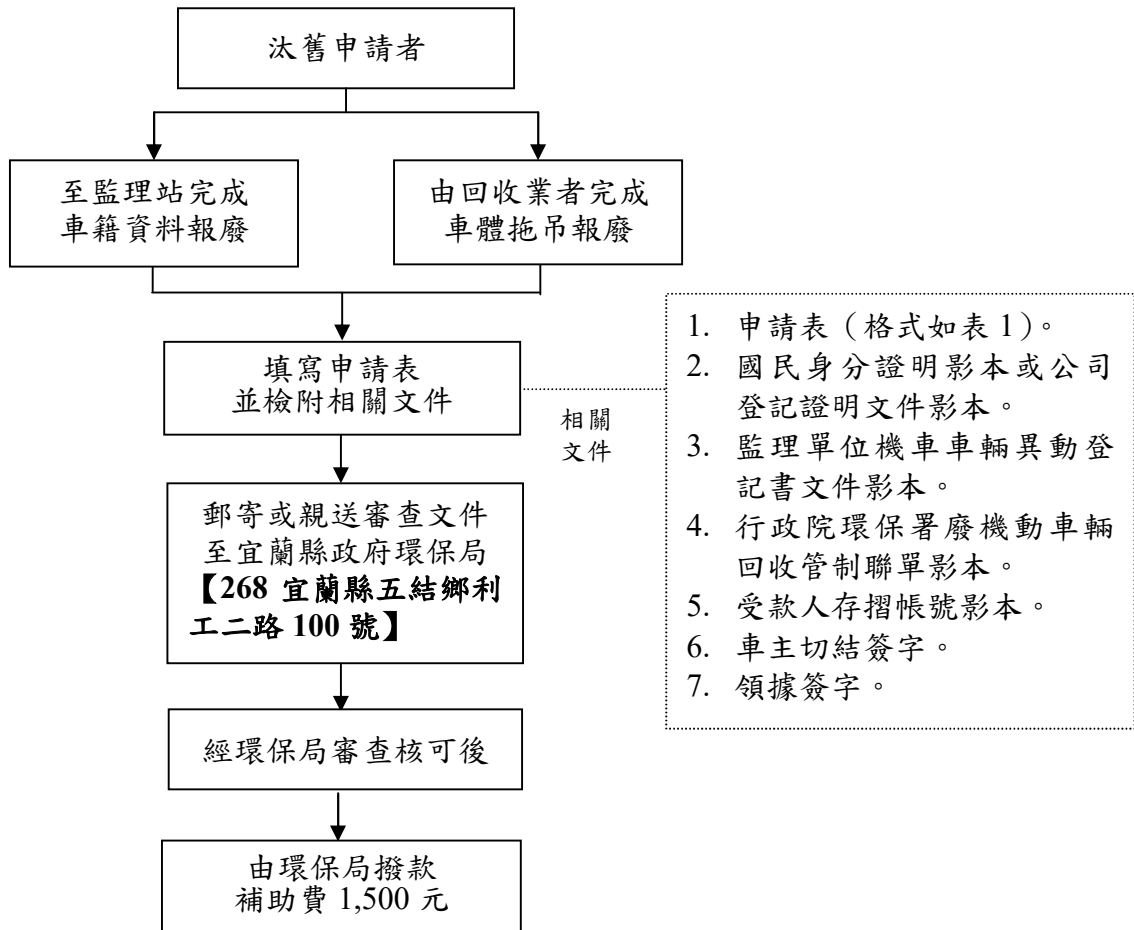 汰舊申請者
至監理站完成
車籍資料報廢
由回收業者完成
車體拖吊報廢
填寫申請表
並檢附相關文件
相關
文件
1. 申請表（格式如表 1）。
2. 國民身分證明影本或公司
登記證明文件影本。
3. 監理單位機車車輛異動登
記書文件影本。
4. 行政院環保署廢機動車輛
回收管制聯單影本。
5. 受款人存摺帳號影本。
6. 車主切結簽字。
7. 領據簽字。
郵寄或親送審查文件
至宜蘭縣政府環保局
【268 宜蘭縣五結鄉利
工二路 100 號】
經環保局審查核可後
由環保局撥款
補助費 1,500 元